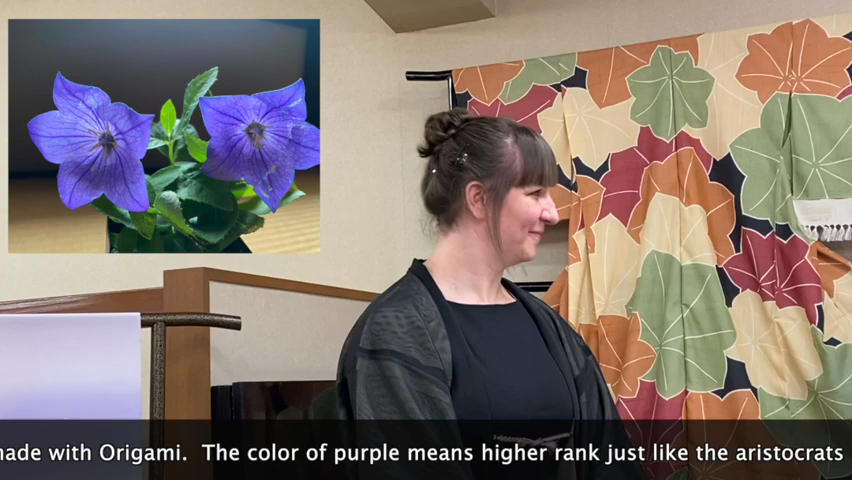 made with Origami.  The color of purple means higher rank just like the aristocrats